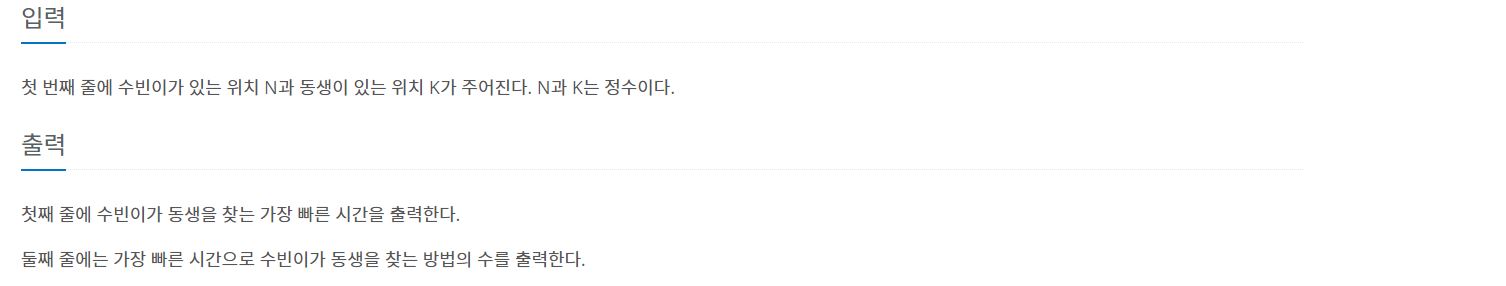 입력
첫 번째 줄에 수빈이가 있는 위치 N과 동생이 있는 위치 K가 주어진다. N과 K는 정수이다.
출력
첫째 줄에 수빈이가 동생을 찾는 가장 빠른 시간을 출력한다.
둘째 줄에는 가장 빠른 시간으로 수빈이가 동생을 찾는 방법의 수를 출력한다.